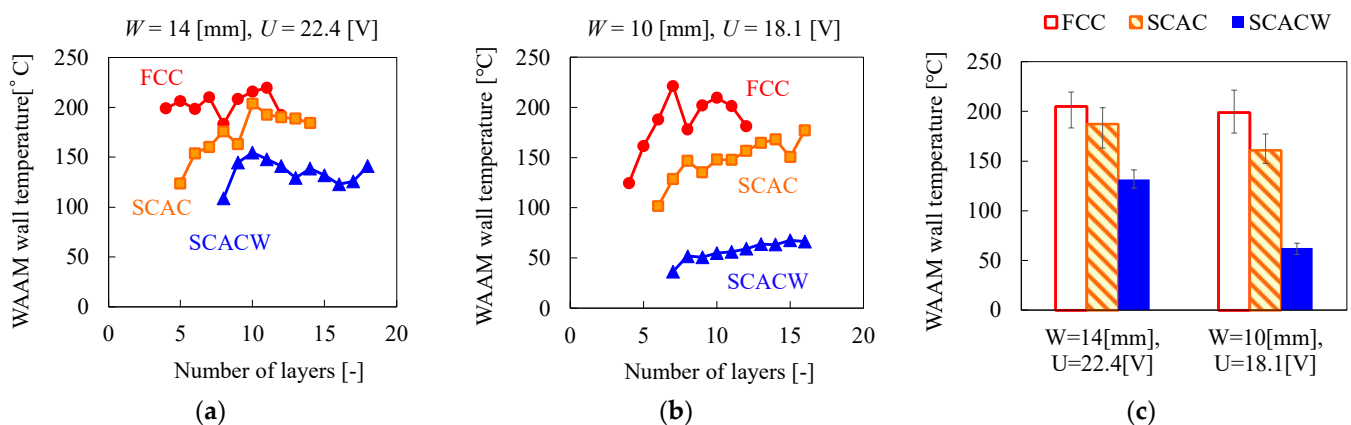 W = 14 [mm], U = 22.4 [V]
WAAM wall temperature[°C]
250
200
150
100
50
0
FCC
SCAC
SCACW
0 5 10 15 20
Number of layers [-]
(a)
W = 10 [mm], U = 18.1 [V]
WAAM wall temperature [°C]
250
200
150
100
50
0
FCC
SCAC
SCACW
0 5 10 15 20
Number of layers [-]
(b)
FCC SCAC SCACW
WAAM wall temperature [°C]
250
200
150
100
50
0
W=14[mm], W=10[mm],
U=22.4[V] U=18.1[V]
(c)